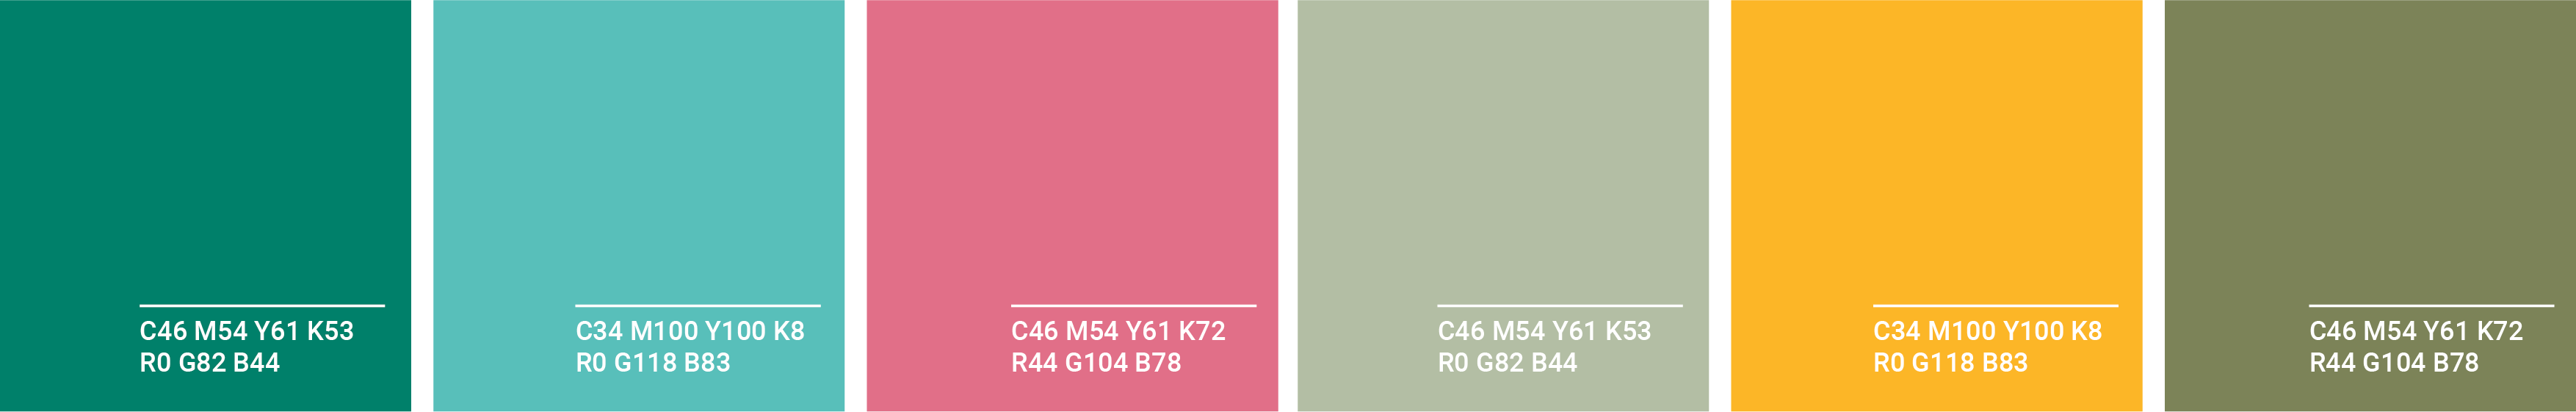 C46 M54 Y61 K53
R0 G82 B44
C34 M100 Y100 K8
R0 G118 B83
C46 M54 Y61 K72
R44 G104 B78
C46 M54 Y61 K53
R0 G82 B44
C34 M100 Y100 K8
R0 G118 B83
C46 M54 Y61 K72
R44 G104 B78